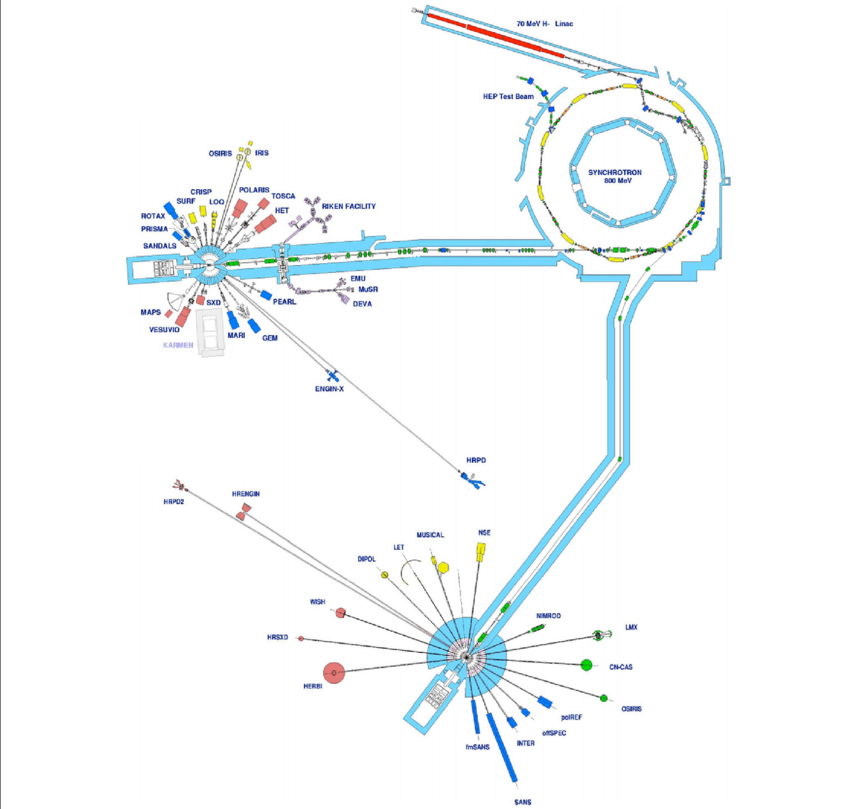 70 MeV H- Linac
HEP Test Beam
SYNCHROTRON
800 MeV
OSIRIS
IRIS
CRISP
SURF
LOQ
POLARIS
TOSCA
HET
ROTAX
PRISMA
SANDALS
RIKEN FACILITY
EMU
MuSR
DEVA
PEARL
SXD
MAPS
VESUVIO
KARMEN
MARI
GEM
ENGIN-X
HRPD
HRPD2
HRENGIN
MUSICAL
NSE
LET
DIPOL
WISH
NIMROD
LMX
HRSXD
CN-CAS
HERBI
OSIRIS
polREF
offSPEC
INTER
fmSANS
SANS